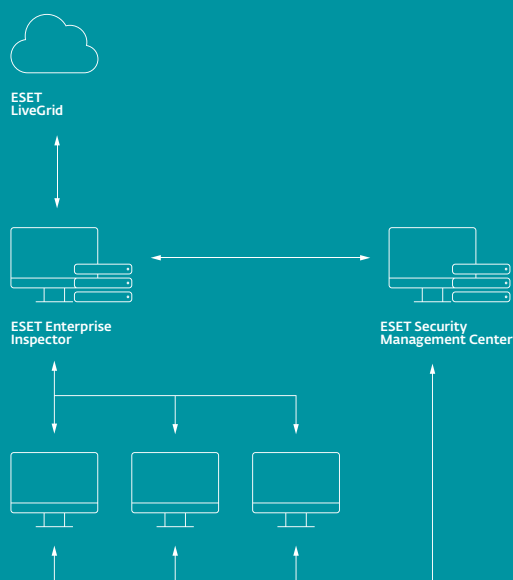 ESET
LiveGrid
ESET Enterprise
Inspector
ESET Security
Management Center